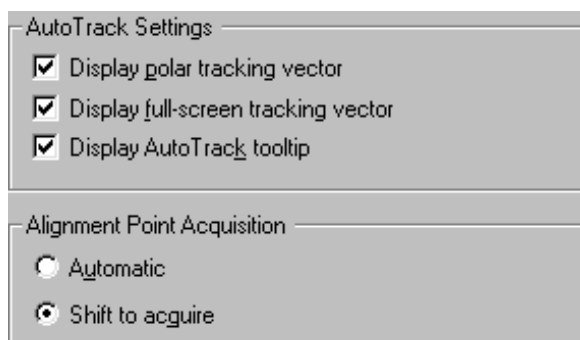 AutoTrack Settings
Display polar tracking vector
Display full-screen tracking vector
Display AutoTrack tooltip
Alignment Point Acquisition
Automatic
Shift to acquire